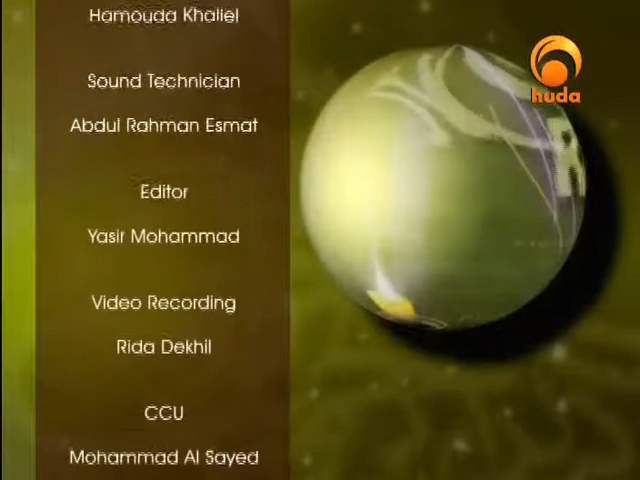 Hamouda Khaliel
Sound Technician
Abdul Rahman Esmat
Editor
Yasir Mohammad
Video Recording
Rida Dekhil
CCU
Mohammad Al Sayed
huda